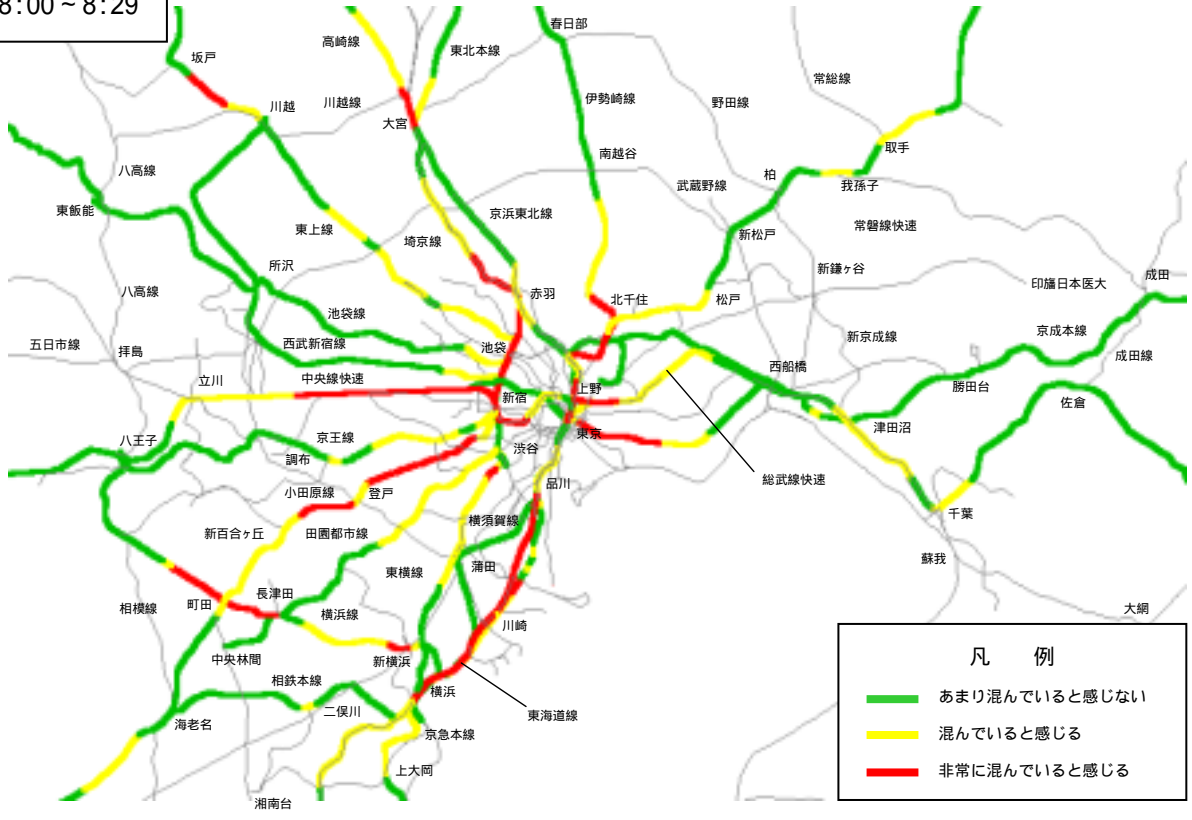 8:00～8:29
春日部
高崎線
東北本線
坂戸
常総線
川越
川越線
伊勢崎線
野田線
大宮
取手
南越谷
八高線
柏
我孫子
武蔵野線
東飯能
京浜東北線
常磐線快速
東上線
埼京線
新松戸
所沢
新鎌ヶ谷
成田
印旛日本医大
八高線
赤羽
北千住
松戸
池袋線
京成本線
新京成線
五日市線
西武新宿線
池袋
成田線
拝島
西船橋
立川
中央線快速
上野
勝田台
新宿
佐倉
津田沼
八王子
京王線
東京
渋谷
調布
総武線快速
品川
小田原線
登戸
千葉
横須賀線
新百合ヶ丘
田園都市線
蘇我
東横線
蒲田
長津田
相模線
町田
大網
横浜線
川崎
中央林間
新横浜
相鉄本線
横浜
二俣川
東海道線
海老名
京急本線
上大岡
湘南台
凡　例
あまり混んでいると感じない
混んでいると感じる
非常に混んでいると感じる